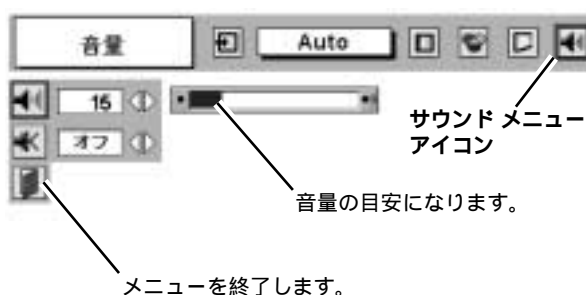 音量
Auto
15
オフ
サウンド メニュー
アイコン
音量の目安になります。
メニューを終了します。